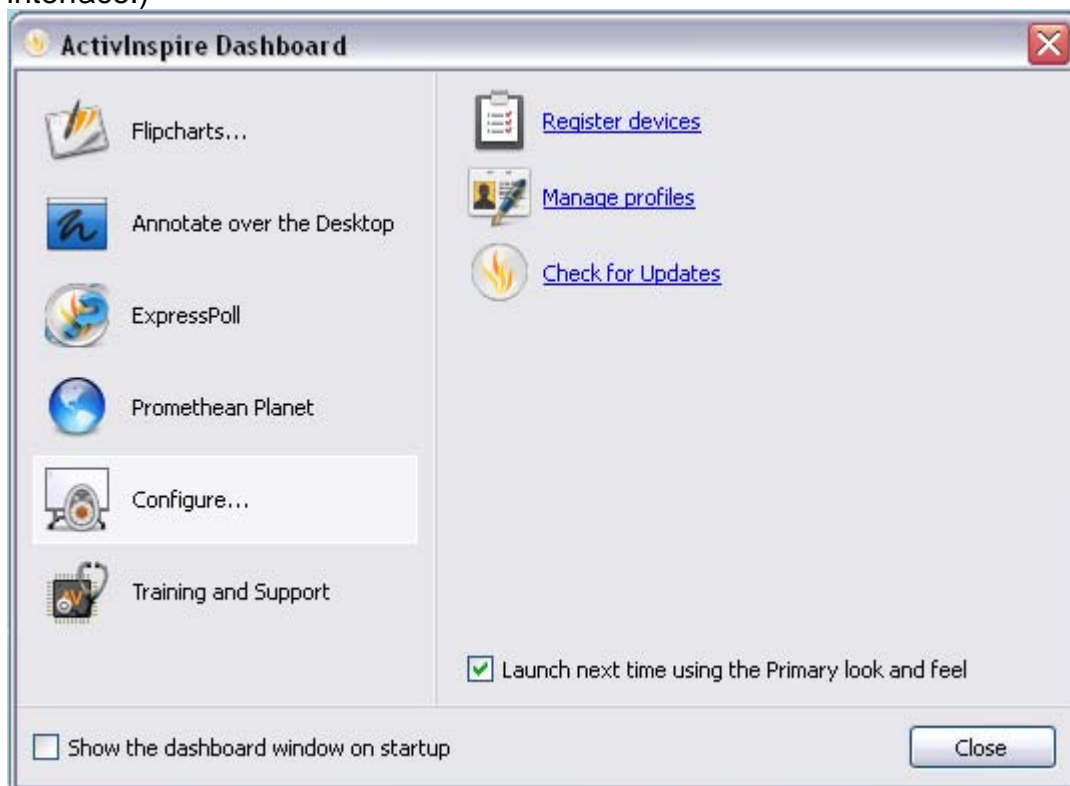 interface.)
ActivInspire Dashboard
Flipcharts...
Annotate over the Desktop
ExpressPoll
Promethean Planet
Configure...
Training and Support
Register devices
Manage profiles
Check for Updates
Launch next time using the Primary look and feel
Show the dashboard window on startup
Close